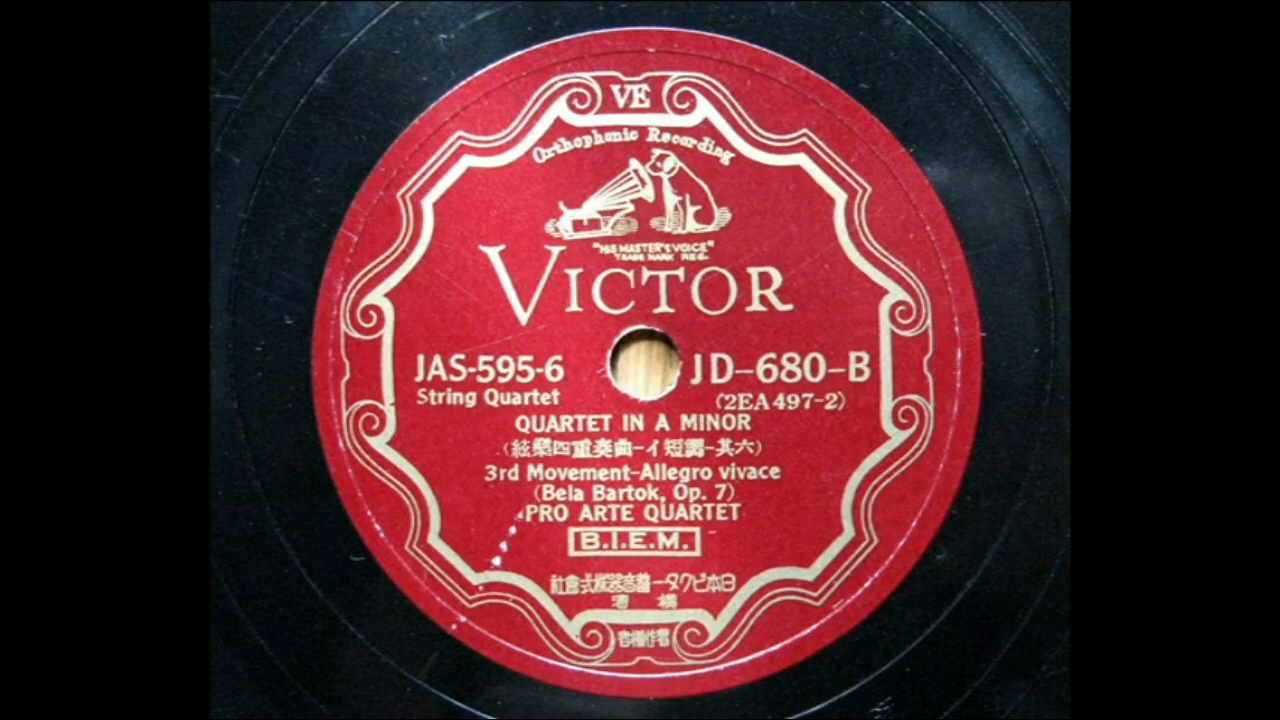 VE
Orthophonic Recording
"HIS MASTER'S VOICE"
TRADE MARK REG.
VICTOR
JAS-595-6
JD-680-B
String Quartet
(2EA497-2)
QUARTET IN A MINOR
(絃樂四重奏曲-イ短調-其六)
3rd Movement-Allegro vivace
(Bela Bartok, Op. 7)
PRO ARTE QUARTET
B.I.E.M.
社會式株器音蓄ータクビ本日
濱 横